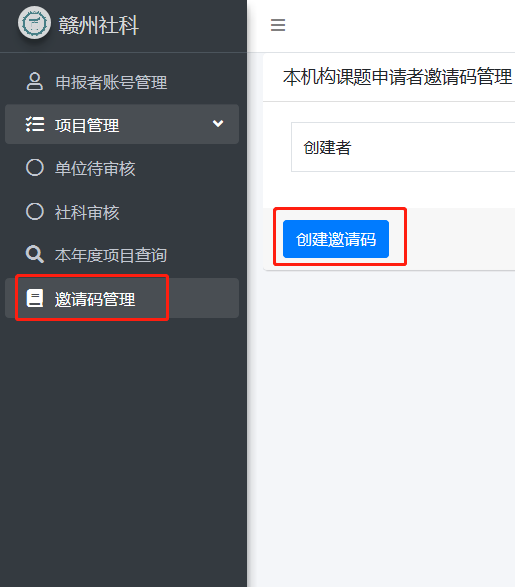 赣州社科
申报者账号管理
项目管理
单位待审核
社科审核
本年度项目查询
邀请码管理
本机构课题申请者邀请码管理
创建者
创建邀请码